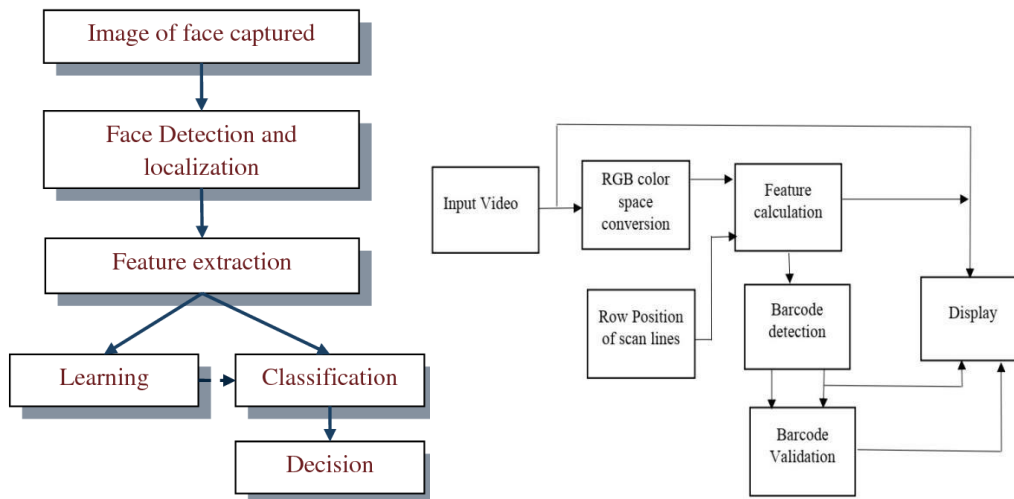 Image of face captured
Face Detection and
localization
Feature extraction
Learning
Classification
Decision
Input Video
RGB color
space
conversion
Feature
calculation
Row Position
of scan lines
Barcode
detection
Display
Barcode
Validation